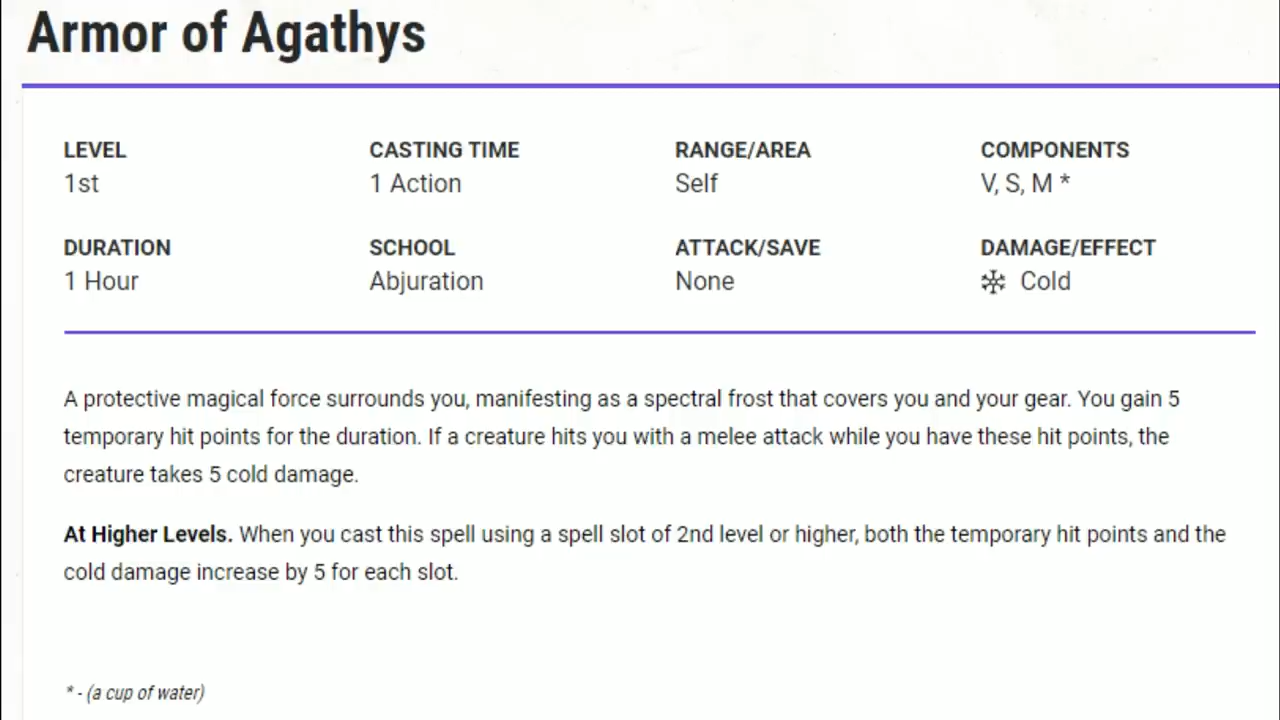 Armor of Agathys
LEVEL CASTING TIME RANGE/AREA COMPONENTS
1st 1 Action Self V, S, M *
DURATION SCHOOL ATTACK/SAVE DAMAGE/EFFECT
1 Hour Abjuration None Cold
A protective magical force surrounds you, manifesting as a spectral frost that covers you and your gear. You gain 5
temporary hit points for the duration. If a creature hits you with a melee attack while you have these hit points, the
creature takes 5 cold damage.
At Higher Levels. When you cast this spell using a spell slot of 2nd level or higher, both the temporary hit points and the
cold damage increase by 5 for each slot.
* - (a cup of water)